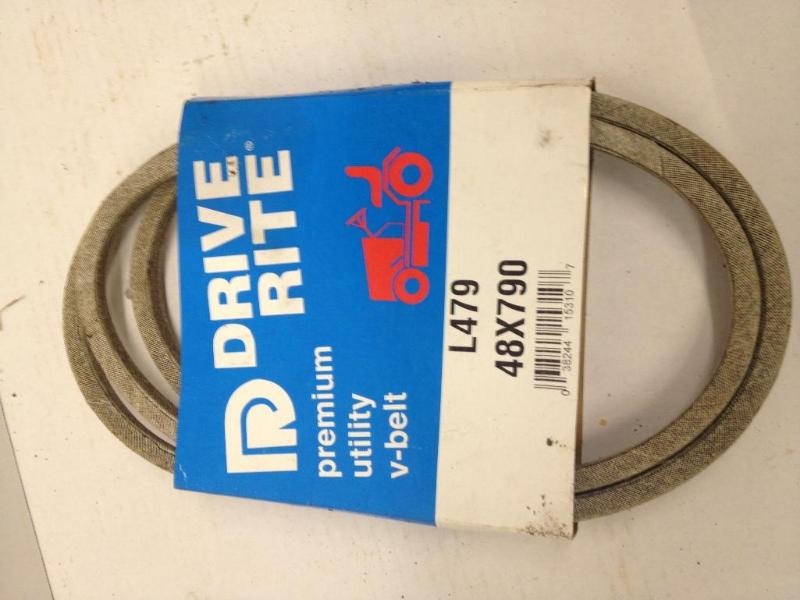 DRIVE
RITE®
premium
utility
v-belt
L479
48X790
0 38244 15310 7